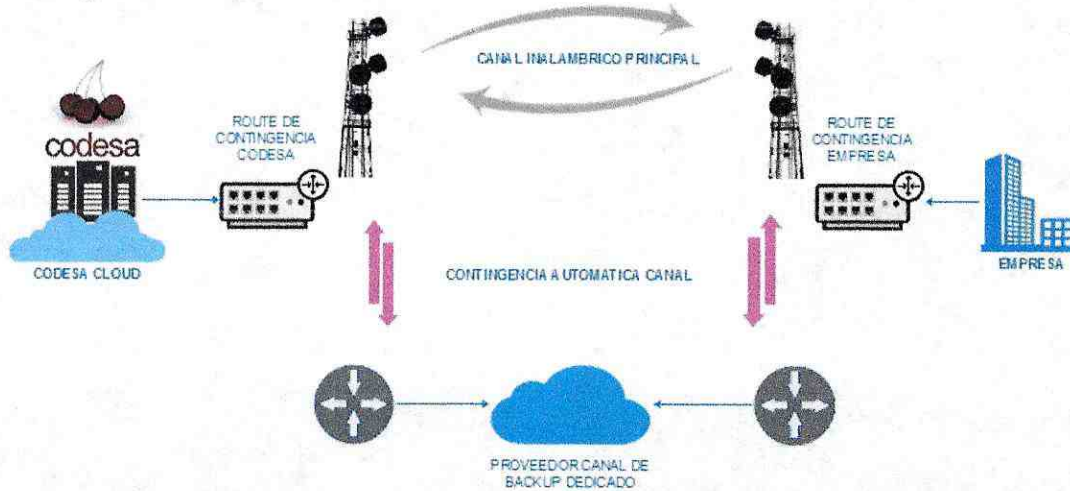 CANAL INALAMBRICO PRINCIPAL
codesa
ROUTE DE
CONTINGENCIA
CODESA
ROUTE DE
CONTINGENCIA
EMPRESA
CODESA CLOUD
CONTINGENCIA AUTOMATICA CANAL
EMPRESA
PROVEEDOR CANAL DE
BACKUP DEDICADO